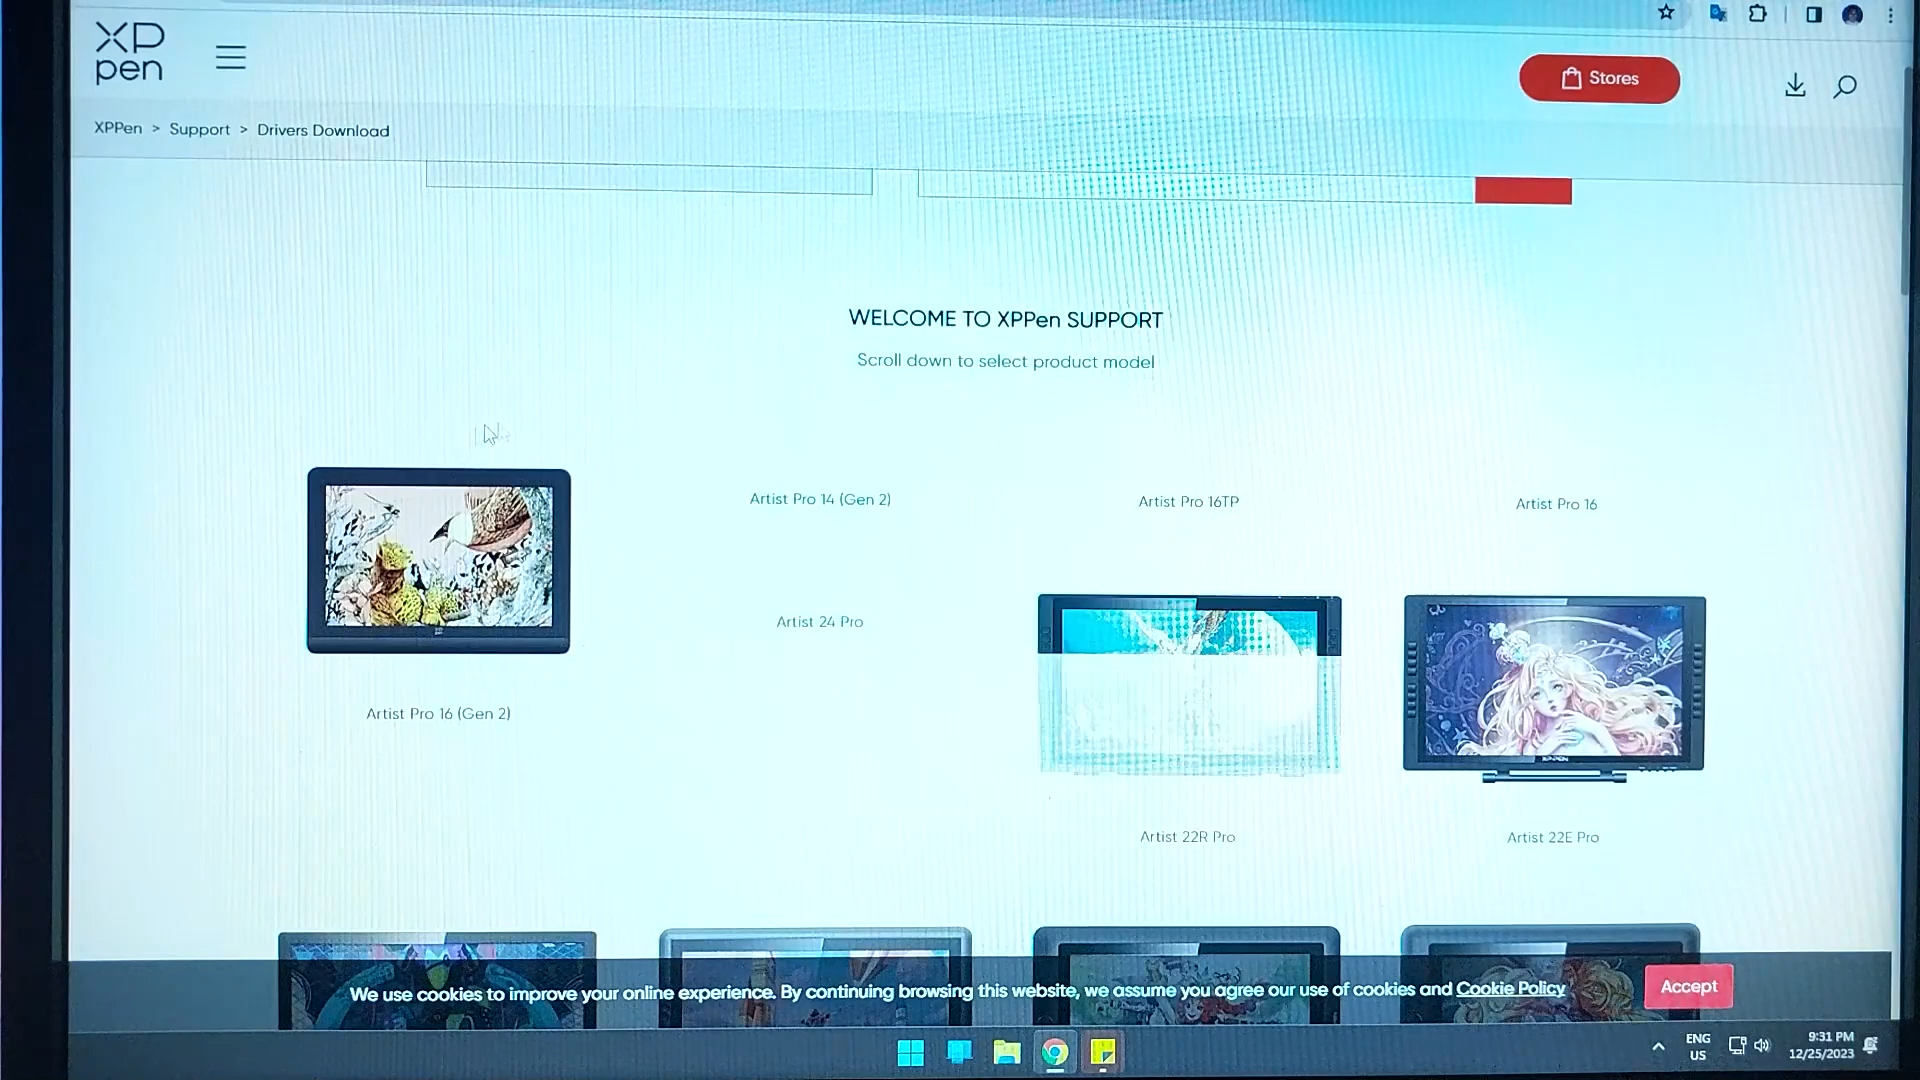 XP
pen
Stores
XPPen > Support > Drivers Download
WELCOME TO XPPen SUPPORT
Scroll down to select product model
Artist Pro 14 (Gen 2)
Artist Pro 16TP
Artist Pro 16
Artist 24 Pro
Artist Pro 16 (Gen 2)
Artist 22R Pro
Artist 22E Pro
We use cookies to improve your online experience. By continuing browsing this website, we assume you agree our use of cookies and Cookie Policy
Accept
ENG
US
9:31 PM
12/25/2023